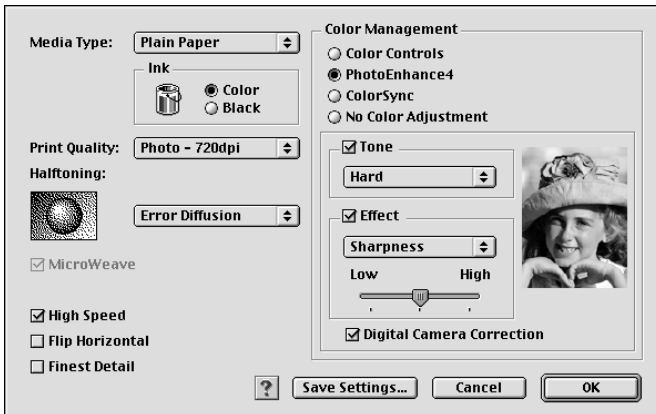 Media Type:
Plain Paper
Ink
Color
Black
Print Quality:
Photo - 720dpi
Halftoning:
Error Diffusion
MicroWeave
High Speed
Flip Horizontal
Finest Detail
Color Management
Color Controls
PhotoEnhance4
ColorSync
No Color Adjustment
Tone
Hard
Effect
Sharpness
Low High
Digital Camera Correction
?
Save Settings...
Cancel
OK